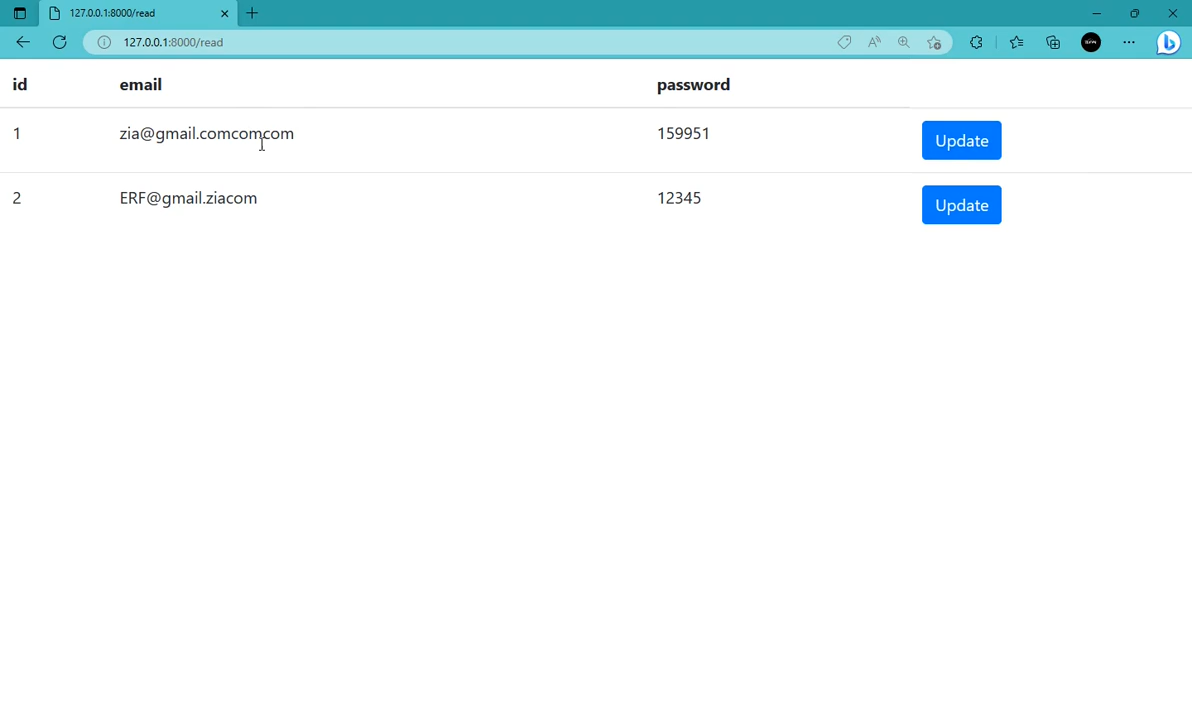 127.0.0.1:8000/read
127.0.0.1:8000/read
id email password
1 zia@gmail.comcomcom 159951 Update
2 ERF@gmail.ziacom 12345 Update